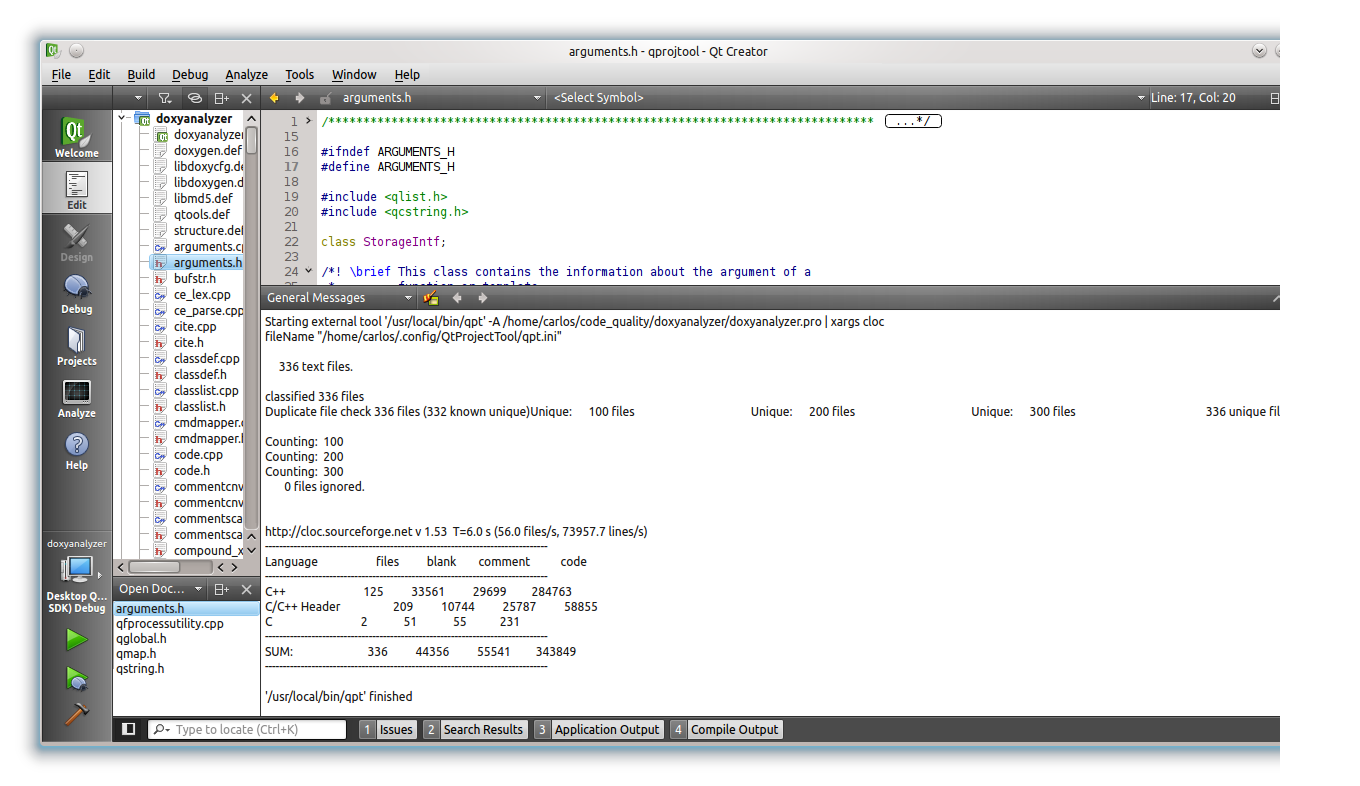 arguments.h - qprojtool - Qt Creator
File Edit Build Debug Analyze Tools Window Help
arguments.h <Select Symbol> Line: 17, Col: 20
Welcome
Edit
Design
Debug
Projects
Analyze
Help
doxyanalyzer
Desktop Q...
SDK) Debug
doxyanalyzer
doxyanalyzer
doxygen.def
libdoxycfg.de
libdoxygen.d
libmd5.def
qtools.def
structure.def
arguments.cp
arguments.h
bufstr.h
ce_lex.cpp
ce_parse.cpp
cite.cpp
cite.h
classdef.cpp
classdef.h
classlist.cpp
classlist.h
cmdmapper.c
cmdmapper.h
code.cpp
code.h
commentcnv
commentcnv
commentsca
commentsca
compound_x
Open Doc...
arguments.h
qfprocessutility.cpp
qglobal.h
qmap.h
qstring.h
1 /****************************************************************************** ...*/
15
16 #ifndef ARGUMENTS_H
17 #define ARGUMENTS_H
18
19 #include <qlist.h>
20 #include <qcstring.h>
21
22 class StorageIntf;
23
24 /*! \brief This class contains the information about the argument of a
25 * function or template
General Messages
Starting external tool '/usr/local/bin/qpt' -A /home/carlos/code_quality/doxyanalyzer/doxyanalyzer.pro | xargs cloc
fileName "/home/carlos/.config/QtProjectTool/qpt.ini"
336 text files.
classified 336 files
Duplicate file check 336 files (332 known unique)Unique: 100 files Unique: 200 files Unique: 300 files 336 unique fil
Counting: 100
Counting: 200
Counting: 300
0 files ignored.
http://cloc.sourceforge.net v 1.53 T=6.0 s (56.0 files/s, 73957.7 lines/s)
-------------------------------------------------------------------------------
Language files blank comment code
-------------------------------------------------------------------------------
C++ 125 33561 29699 284763
C/C++ Header 209 10744 25787 58855
C 2 51 55 231
-------------------------------------------------------------------------------
SUM: 336 44356 55541 343849
-------------------------------------------------------------------------------
'/usr/local/bin/qpt' finished
Type to locate (Ctrl+K) 1 Issues 2 Search Results 3 Application Output 4 Compile Output